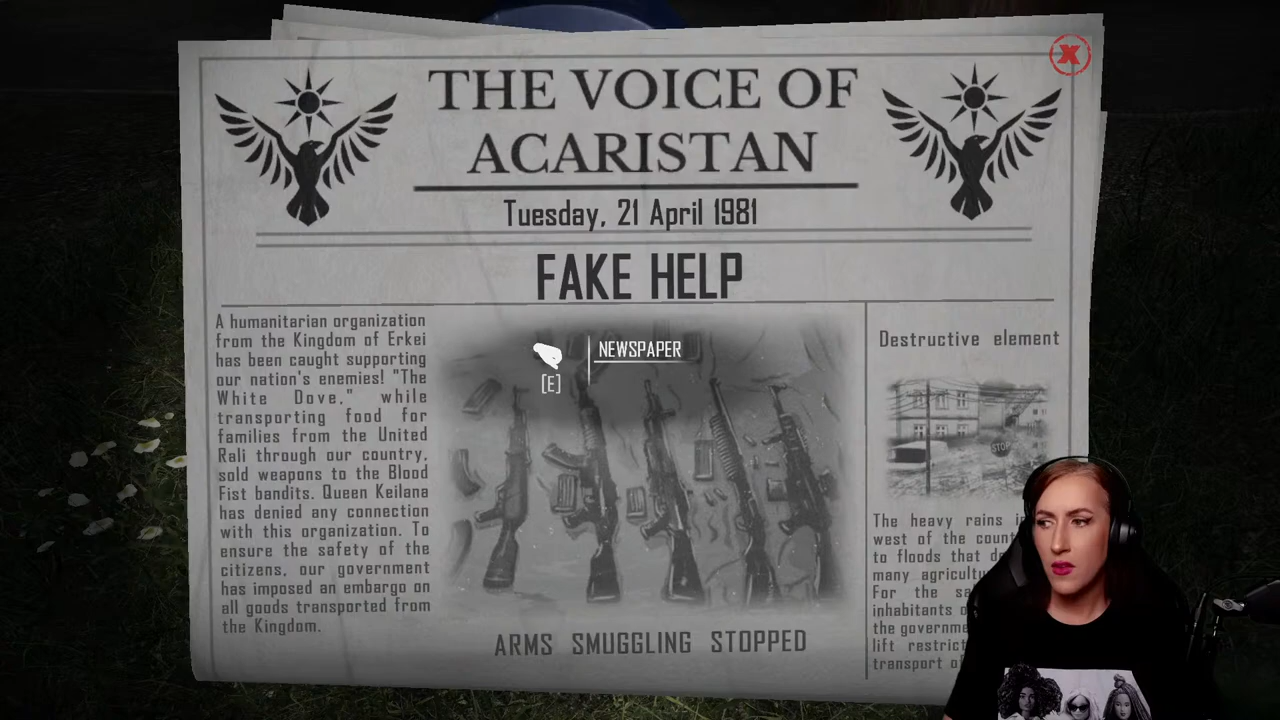 THE VOICE OF
ACARISTAN
Tuesday, 21 April 1981
FAKE HELP
A humanitarian organization
from the Kingdom of Erkei
has been caught supporting
our nation's enemies! "The
White Dove," while
transporting food for
families from the United
Rali through our country,
sold weapons to the Blood
Fist bandits. Queen Keilana
has denied any connection
with this organization. To
ensure the safety of the
citizens, our government
has imposed an embargo on
all goods transported from
the Kingdom.
NEWSPAPER
[E]
ARMS SMUGGLING STOPPED
Destructive element
STOP
The heavy rains
west of the
to floods that
many
For the
inhabitants
the
lift
transport
X